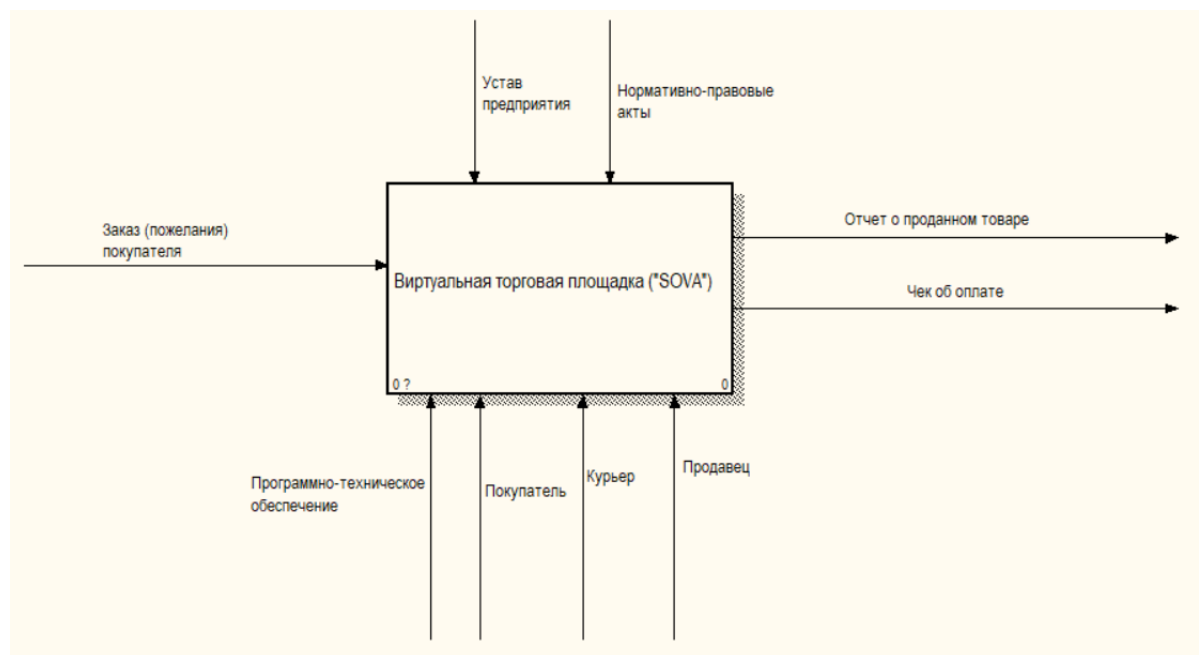 Устав
предприятия
Нормативно-правовые
акты
Заказ (пожелания)
покупателя
Отчет о проданном товаре
Виртуальная торговая площадка ("SOVA")
Чек об оплате
0 ?
0
Программно-техническое
обеспечение
Покупатель
Курьер
Продавец